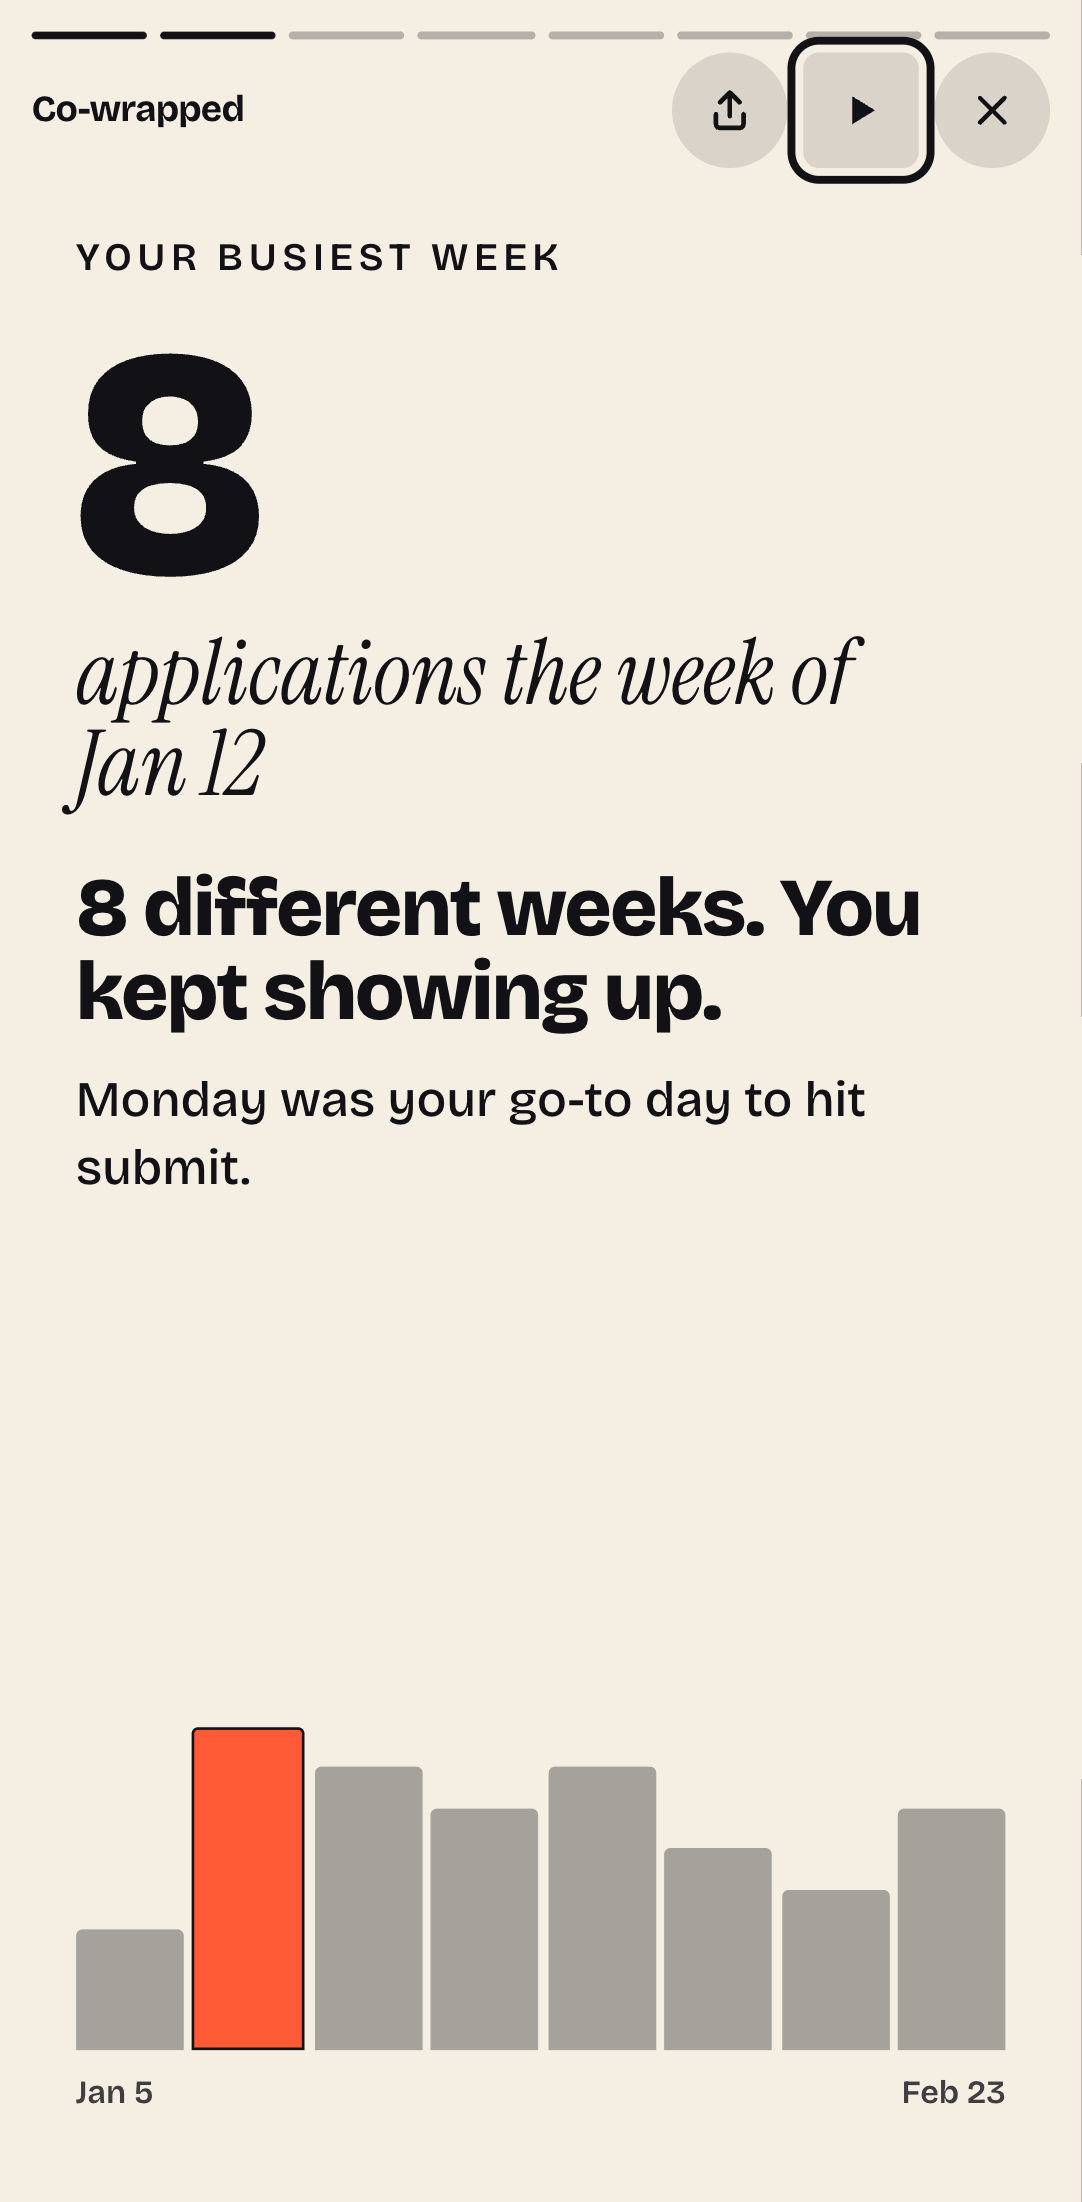 Co-wrapped
YOUR BUSIEST WEEK
8
applications the week of
Jan 12
8 different weeks. You
kept showing up.
Monday was your go-to day to hit
submit.
Jan 5
Feb 23